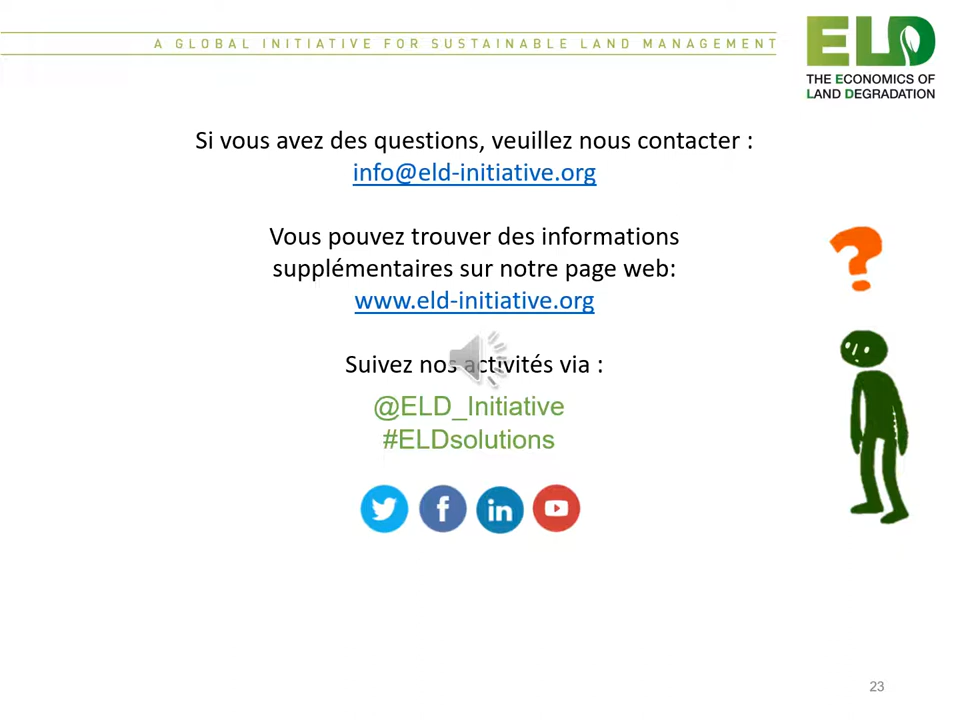 A GLOBAL INITIATIVE FOR SUSTAINABLE LAND MANAGEMENT
ELD
THE ECONOMICS OF
LAND DEGRADATION
Si vous avez des questions, veuillez nous contacter :
info@eld-initiative.org
Vous pouvez trouver des informations
supplémentaires sur notre page web:
www.eld-initiative.org
Suivez nos activités via :
@ELD_Initiative
#ELDsolutions
23